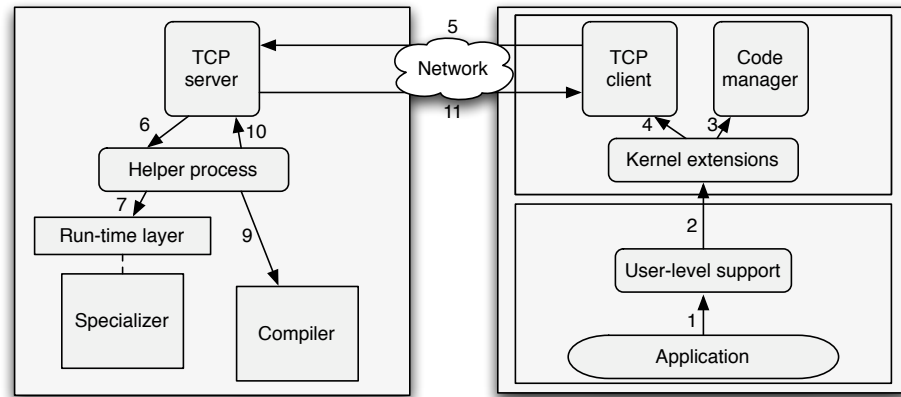 5
TCP
server
Network
TCP
client
Code
manager
11
6
10
4
3
Helper process
Kernel extensions
7
9
2
Run-time layer
User-level support
Specializer
Compiler
1
Application